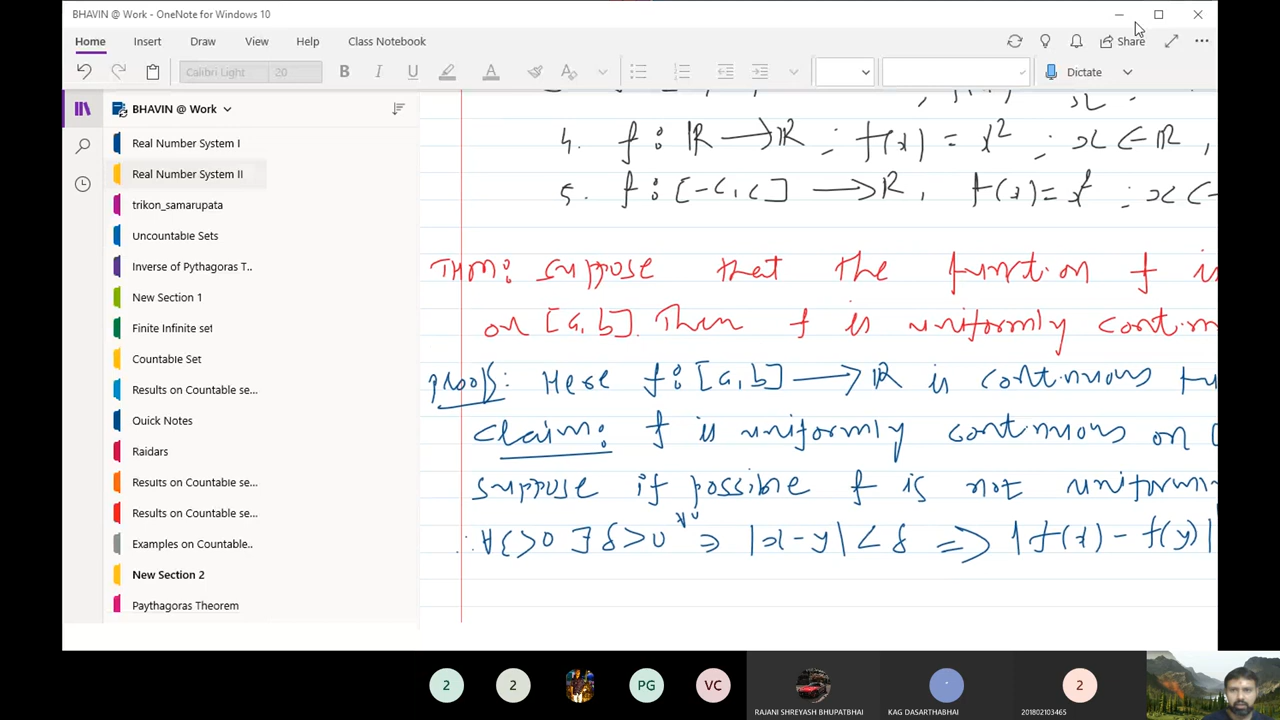 BHAVIN @ Work - OneNote for Windows 10
Home Insert Draw View Help Class Notebook
Share
Calibri Light 20 B I U A Dictate
BHAVIN @ Work
Real Number System I
Real Number System II
trikon_samarupata
Uncountable Sets
Inverse of Pythagoras T...
New Section 1
Finite Infinite set
Countable Set
Results on Countable se...
Quick Notes
Raidars
Results on Countable se...
Results on Countable se...
Examples on Countable..
New Section 2
Paythagoras Theorem
4. f : ℝ → ℝ ; f(x) = x² ; x ∈ ℝ ,
5. f : [-c, c] → ℝ , f(x) = x² ; x ∈
THM: suppose that the function f is
on [a, b]. Then f is uniformly contin
proof: Here f : [a, b] → ℝ is continuous fu
claim: f is uniformly continuous on
suppose if possible f is not uniformly
∴ ∀ ε > 0 ∃ δ > 0 ∋ |x - y| < δ ⇒ |f(x) - f(y)|
2 2 PG VC 2
RAJANI SHREYASH BHUPATBHAI KAG DASARTHABHAI 201802103465